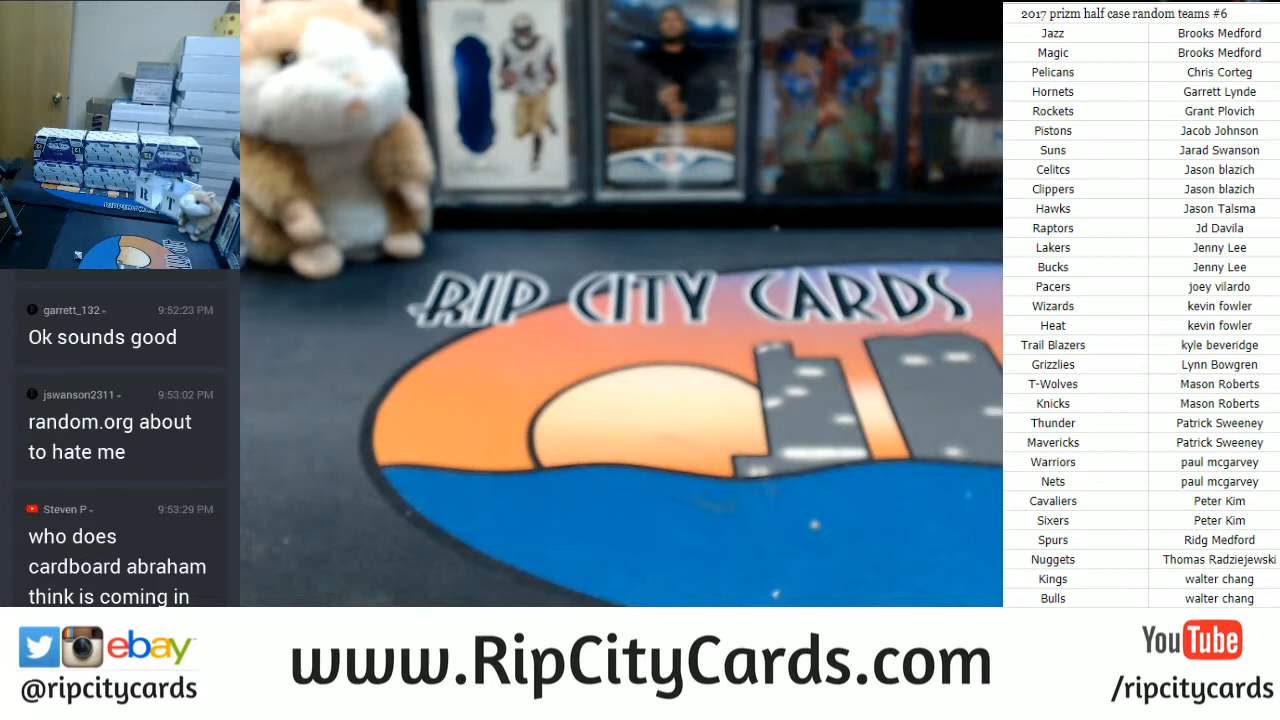 2017 prizm half case random teams #6
Jazz Brooks Medford
Magic Brooks Medford
Pelicans Chris Corteg
Hornets Garrett Lynde
Rockets Grant Plovich
Pistons Jacob Johnson
Suns Jarad Swanson
Celitcs Jason blazich
Clippers Jason blazich
Hawks Jason Talsma
Raptors Jd Davila
Lakers Jenny Lee
Bucks Jenny Lee
Pacers joey vilardo
Wizards kevin fowler
Heat kevin fowler
Trail Blazers kyle beveridge
Grizzlies Lynn Bowgren
T-Wolves Mason Roberts
Knicks Mason Roberts
Thunder Patrick Sweeney
Mavericks Patrick Sweeney
Warriors paul mcgarvey
Nets paul mcgarvey
Cavaliers Peter Kim
Sixers Peter Kim
Spurs Ridg Medford
Nuggets Thomas Radziejewski
Kings walter chang
Bulls walter chang
garrett_132 9:52:23 PM
Ok sounds good
jswanson2311 9:53:02 PM
random.org about
to hate me
Steven P 9:53:29 PM
who does
cardboard abraham
think is coming in
RIP CITY CARDS
R T
ebay
@ripcitycards
www.RipCityCards.com
YouTube
/ripcitycards